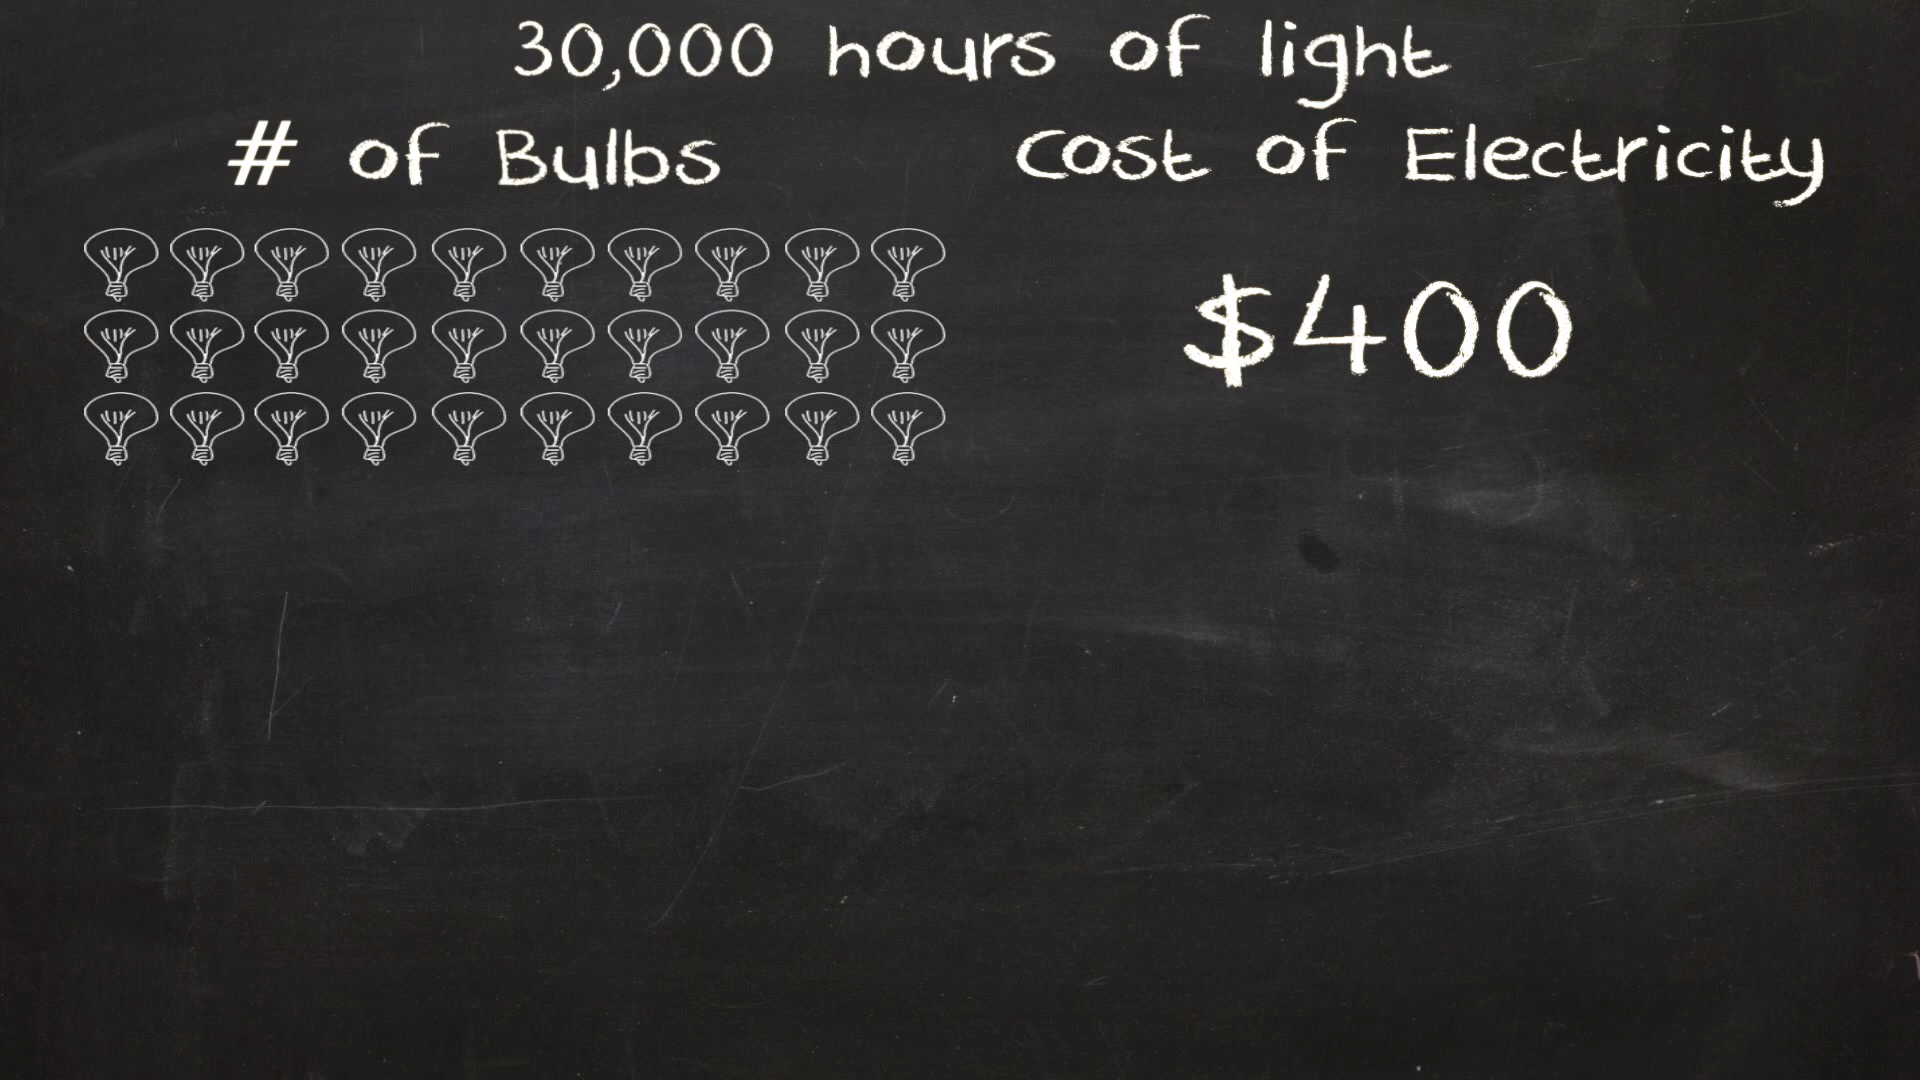 30,000 hours of light
# of Bulbs
Cost of Electricity
$400